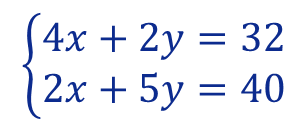 4x + 2y = 32
2x + 5y = 40